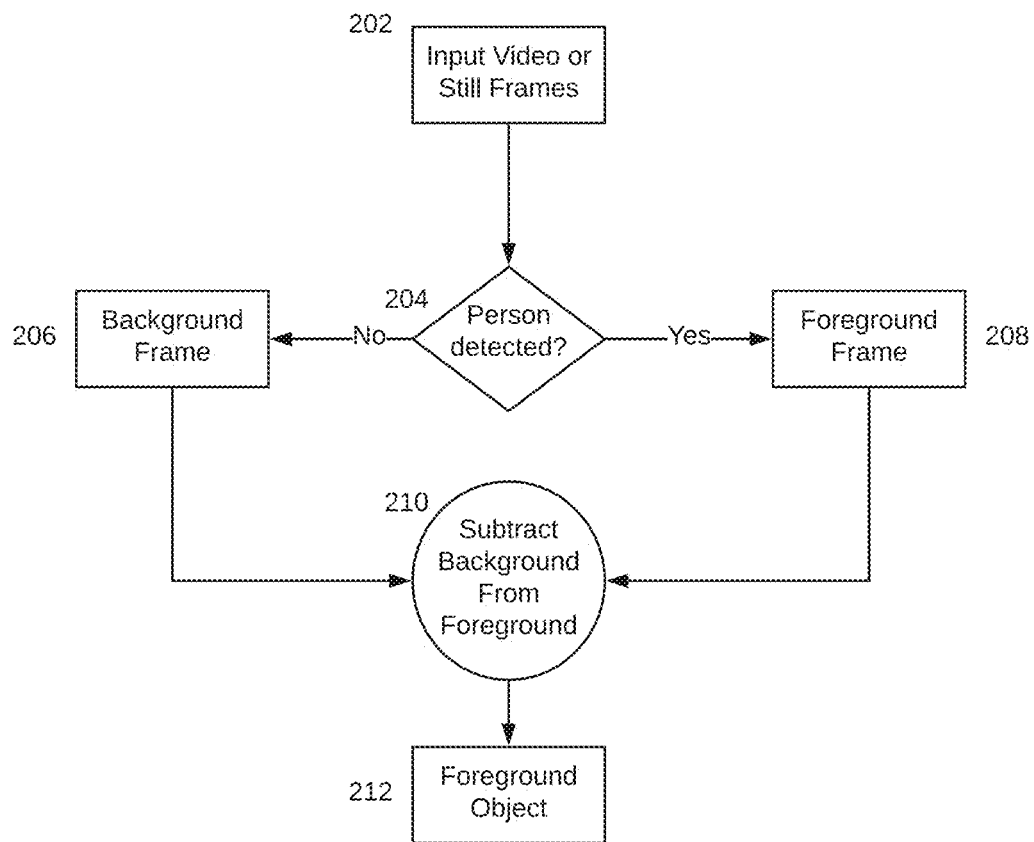 202
Input Video or
Still Frames
204
Person
detected?
206
Background
Frame
No
Yes
Foreground
Frame
208
210
Subtract
Background
From
Foreground
212
Foreground
Object